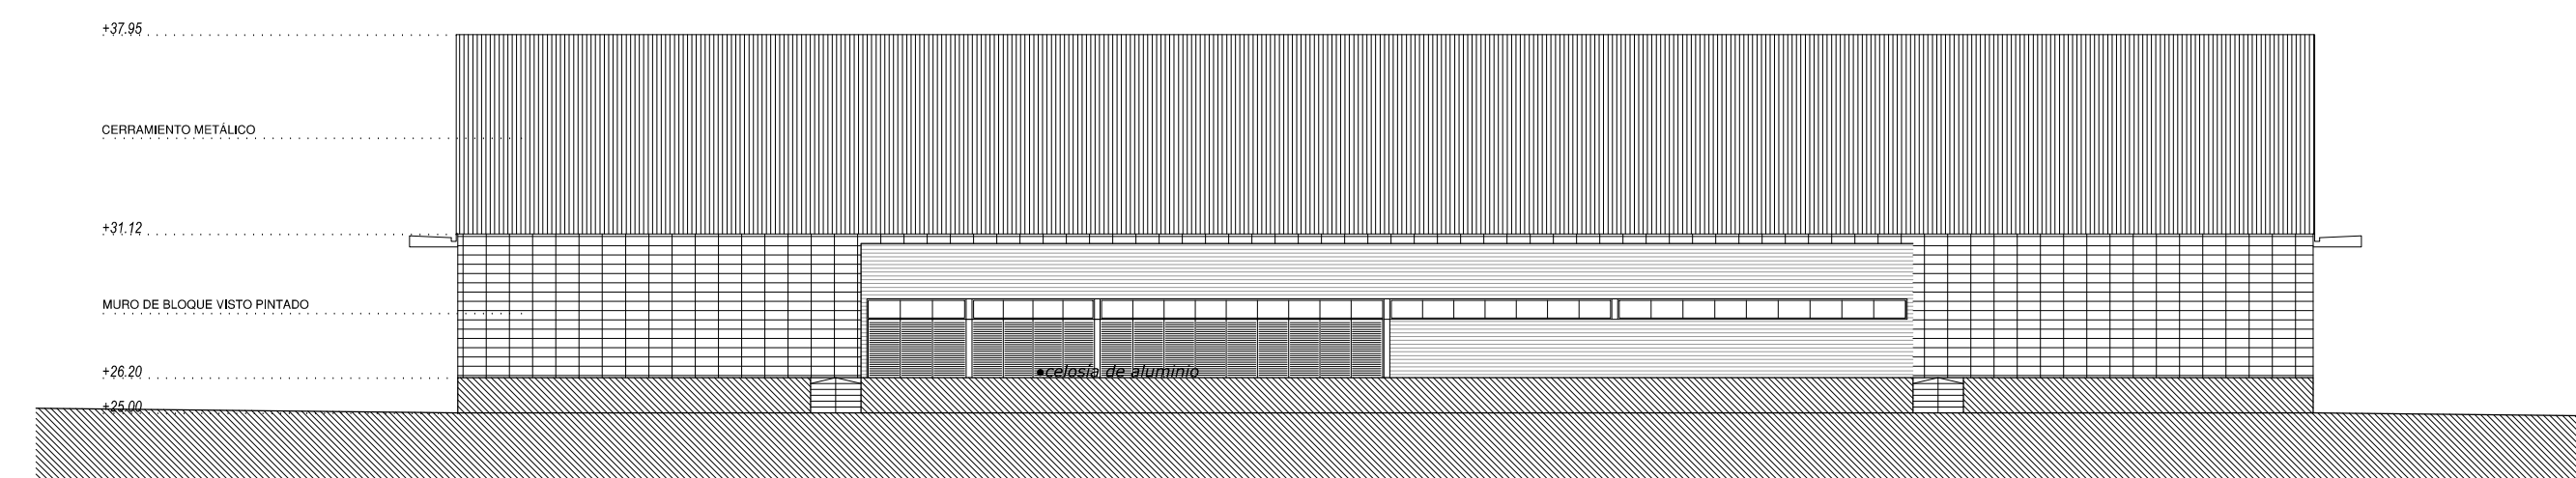 +37.95
CERRAMIENTO METÁLICO
+31.12
MURO DE BLOQUE VISTO PINTADO
+26.20
•celosía de aluminio
+25.00